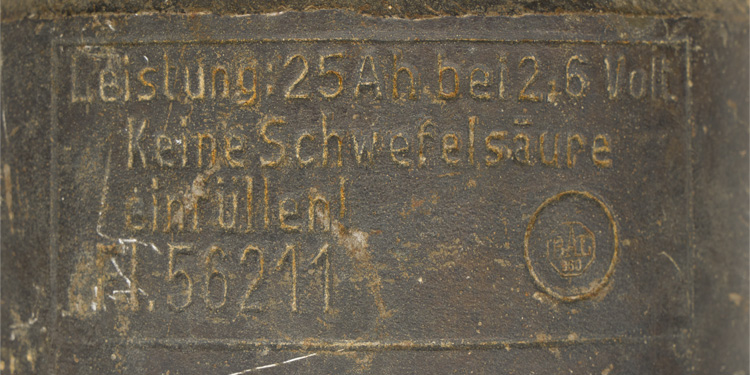 Leistung: 25 Ah bei 2,6 Volt
Keine Schwefelsäure
einfüllen!
56211